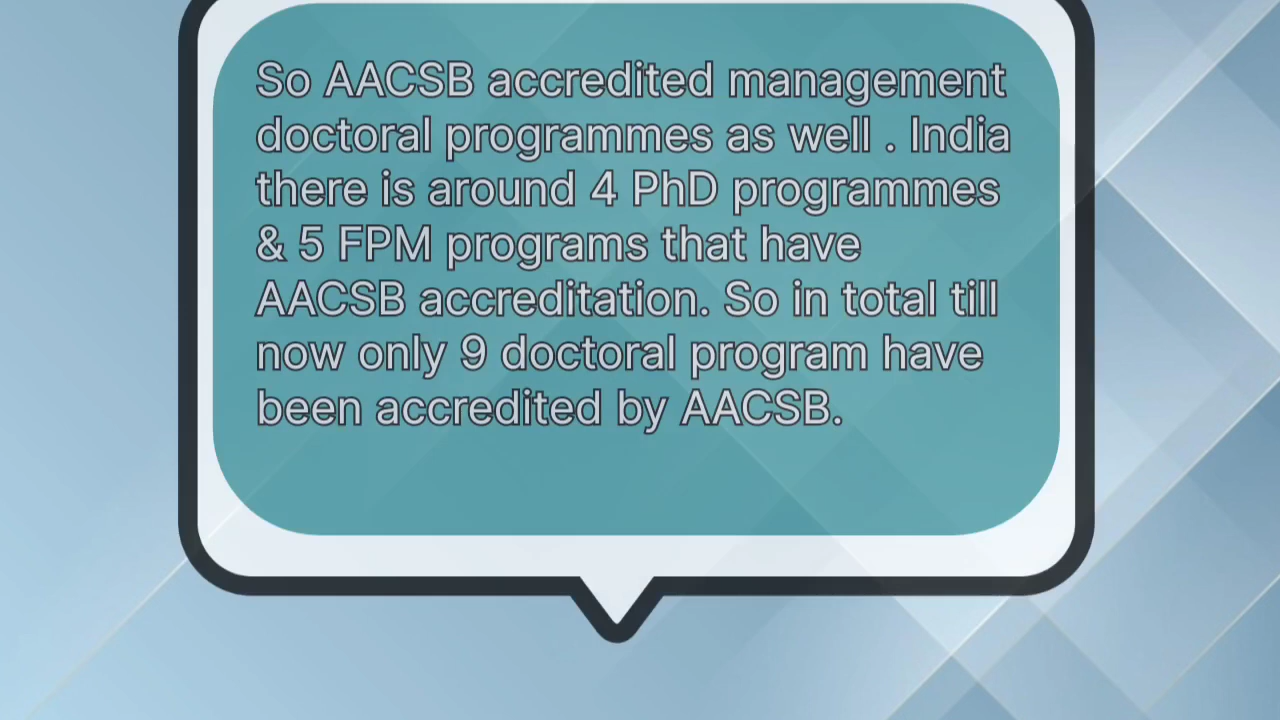 So AACSB accredited management
doctoral programmes as well . India
there is around 4 PhD programmes
& 5 FPM programs that have
AACSB accreditation. So in total till
now only 9 doctoral program have
been accredited by AACSB.